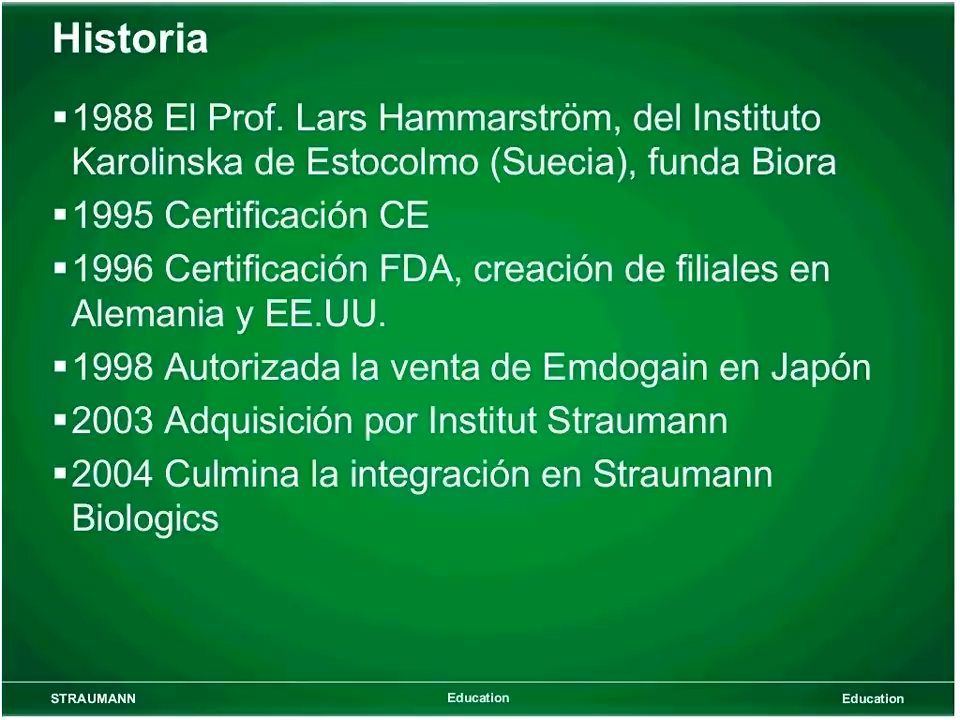 Historia
▪1988 El Prof. Lars Hammarström, del Instituto
Karolinska de Estocolmo (Suecia), funda Biora
▪1995 Certificación CE
▪1996 Certificación FDA, creación de filiales en
Alemania y EE.UU.
▪1998 Autorizada la venta de Emdogain en Japón
▪2003 Adquisición por Institut Straumann
▪2004 Culmina la integración en Straumann
Biologics
STRAUMANN Education Education